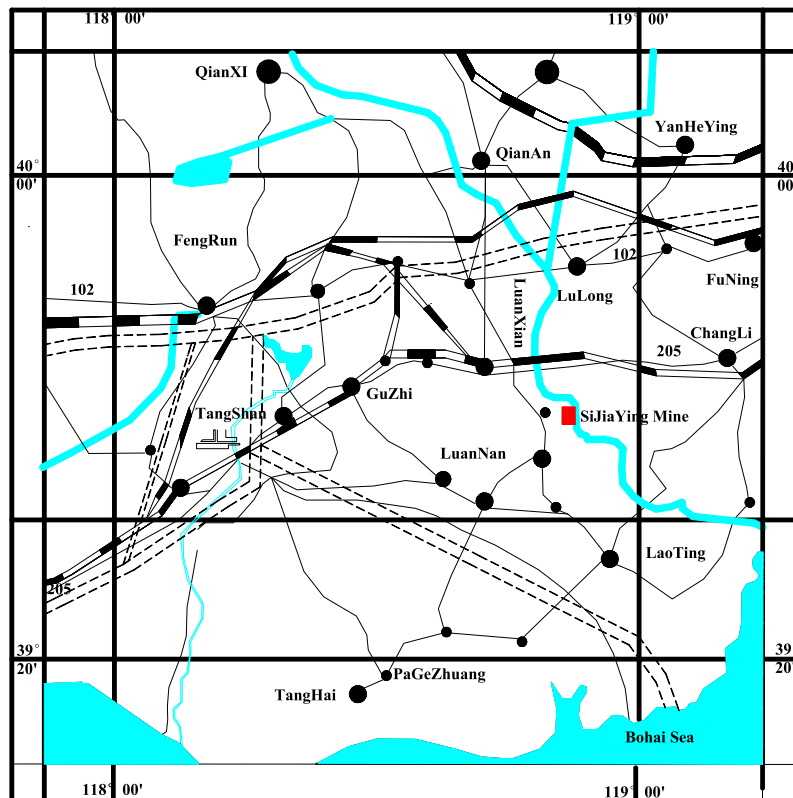 118° 00'
119° 00'
QianXI
YanHeYing
QianAn
40°
00'
40
00'
FengRun
102
FuNing
102
LuLong
LuanXian
ChangLi
205
GuZhi
TangShan
SiJiaYing Mine
LuanNan
LaoTing
205
39°
20'
39
20'
PaGeZhuang
TangHai
Bohai Sea
118° 00'
119° 00'